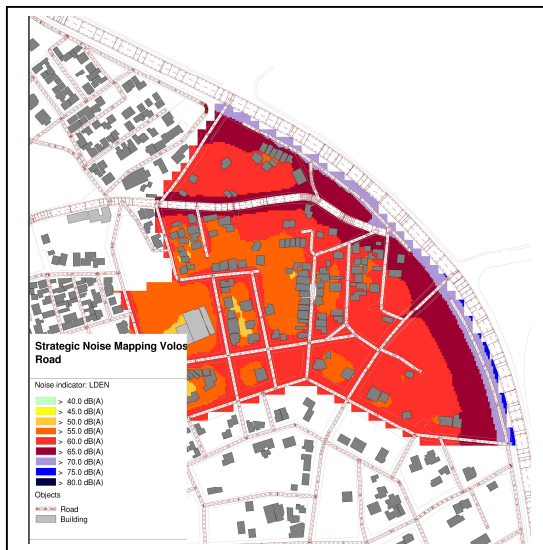 Strategic Noise Mapping Volos
Road
Noise indicator: LDEN
> 40.0 dB(A)
> 45.0 dB(A)
> 50.0 dB(A)
> 55.0 dB(A)
> 60.0 dB(A)
> 65.0 dB(A)
> 70.0 dB(A)
> 75.0 dB(A)
> 80.0 dB(A)
Objects
Road
Building